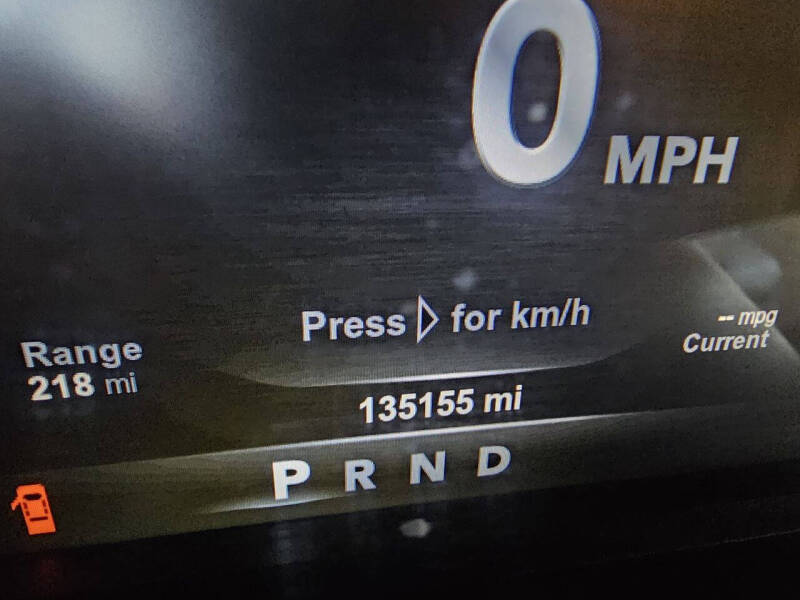 0 MPH
Press ▷ for km/h
-- mpg
Current
Range
218 mi
135155 mi
P R N D